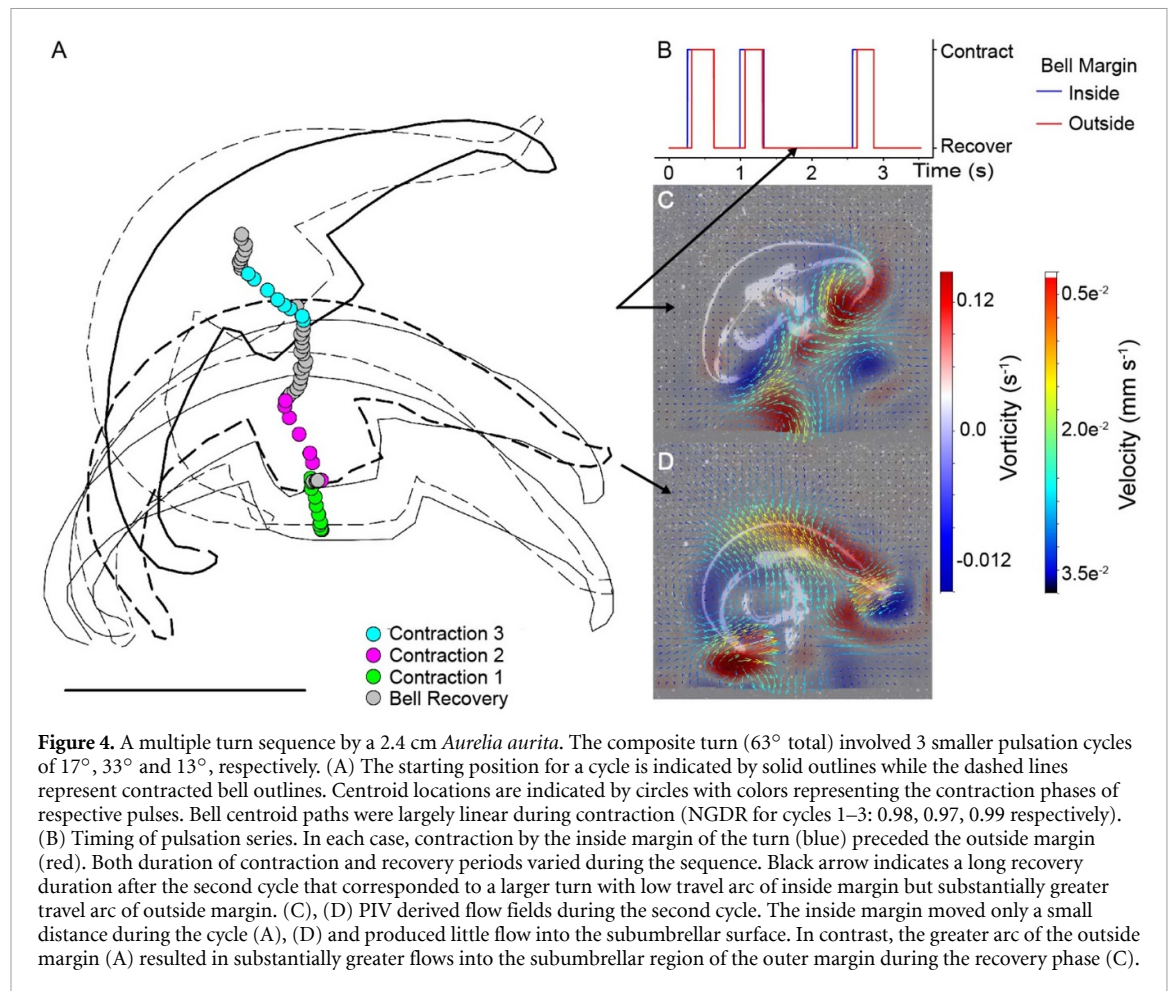 A
B
Contract
Recover
Bell Margin
Inside
Outside
0 1 2 3
Time (s)
C
D
0.12
0.0
-0.012
Vorticity (s⁻¹)
0.5e⁻²
2.0e⁻²
3.5e⁻²
Velocity (mm s⁻¹)
Contraction 3
Contraction 2
Contraction 1
Bell Recovery
Figure 4. A multiple turn sequence by a 2.4 cm Aurelia aurita. The composite turn (63° total) involved 3 smaller pulsation cycles
of 17°, 33° and 13°, respectively. (A) The starting position for a cycle is indicated by solid outlines while the dashed lines
represent contracted bell outlines. Centroid locations are indicated by circles with colors representing the contraction phases of
respective pulses. Bell centroid paths were largely linear during contraction (NGDR for cycles 1–3: 0.98, 0.97, 0.99 respectively).
(B) Timing of pulsation series. In each case, contraction by the inside margin of the turn (blue) preceded the outside margin
(red). Both duration of contraction and recovery periods varied during the sequence. Black arrow indicates a long recovery
duration after the second cycle that corresponded to a larger turn with low travel arc of inside margin but substantially greater
travel arc of outside margin. (C), (D) PIV derived flow fields during the second cycle. The inside margin moved only a small
distance during the cycle (A), (D) and produced little flow into the subumbrellar surface. In contrast, the greater arc of the outside
margin (A) resulted in substantially greater flows into the subumbrellar region of the outer margin during the recovery phase (C).